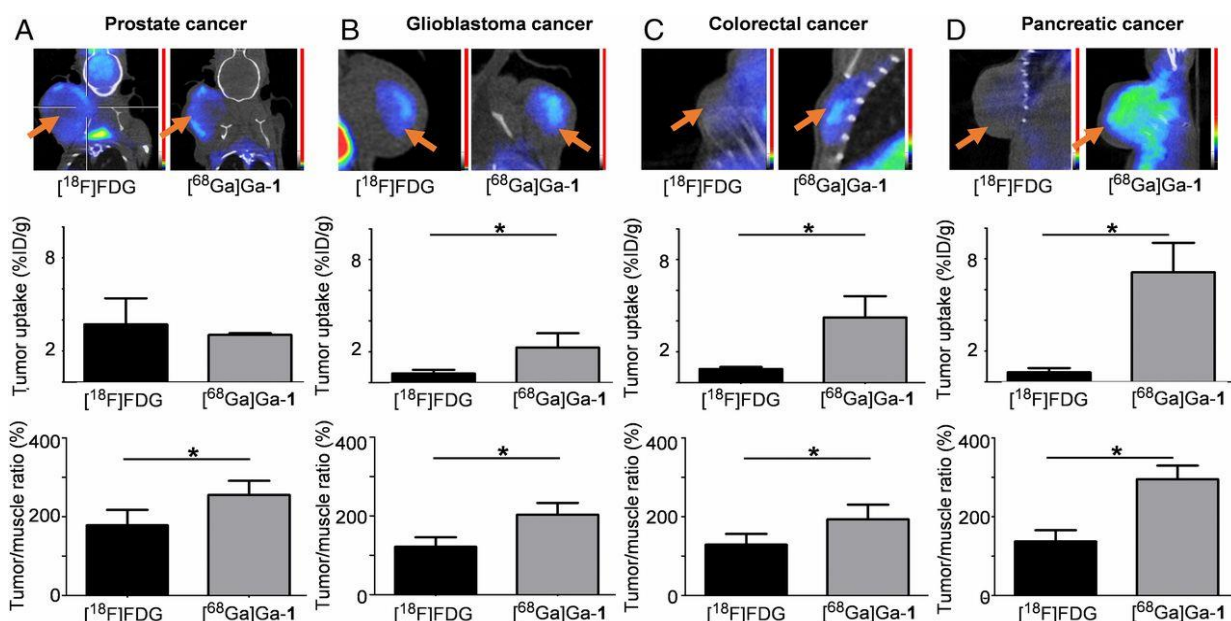 A Prostate cancer B Glioblastoma cancer C Colorectal cancer D Pancreatic cancer
[¹⁸F]FDG [⁶⁸Ga]Ga-1 [¹⁸F]FDG [⁶⁸Ga]Ga-1 [¹⁸F]FDG [⁶⁸Ga]Ga-1 [¹⁸F]FDG [⁶⁸Ga]Ga-1
Tumor uptake (%ID/g) Tumor uptake (%ID/g) Tumor uptake (%ID/g) Tumor uptake (%ID/g)
* * *
8 8 8 8
2 2 2 2
[¹⁸F]FDG [⁶⁸Ga]Ga-1 [¹⁸F]FDG [⁶⁸Ga]Ga-1 [¹⁸F]FDG [⁶⁸Ga]Ga-1 [¹⁸F]FDG [⁶⁸Ga]Ga-1
Tumor/muscle ratio (%) Tumor/muscle ratio (%) Tumor/muscle ratio (%) Tumor/muscle ratio (%)
400 400 400 400
* * * *
200 200 200 200
0 0 0 0
[¹⁸F]FDG [⁶⁸Ga]Ga-1 [¹⁸F]FDG [⁶⁸Ga]Ga-1 [¹⁸F]FDG [⁶⁸Ga]Ga-1 [¹⁸F]FDG [⁶⁸Ga]Ga-1